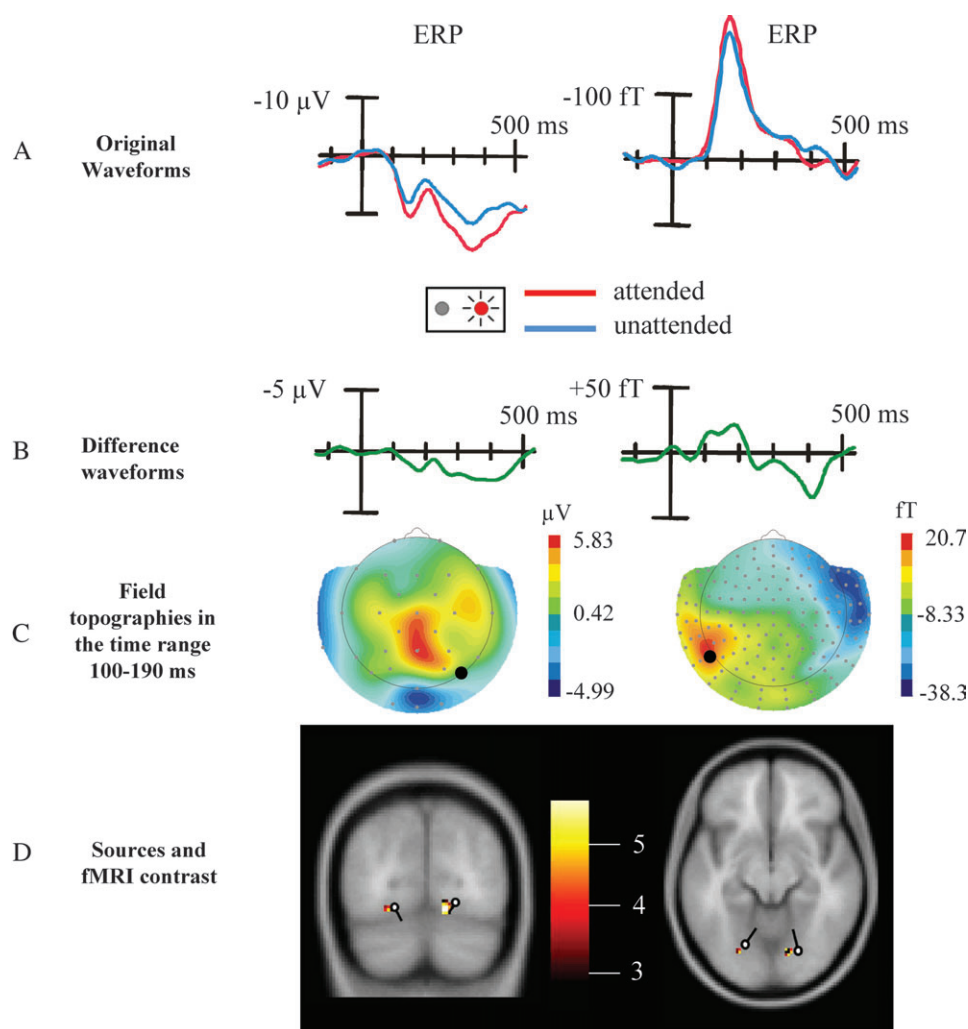 ERP
ERP
-10 µV
500 ms
-100 fT
500 ms
A
Original
Waveforms
attended
unattended
-5 µV
500 ms
+50 fT
500 ms
B
Difference
waveforms
µV
5.83
0.42
-4.99
fT
20.7
-8.33
-38.3
C
Field
topographies in
the time range
100-190 ms
D
Sources and
fMRI contrast
5
4
3